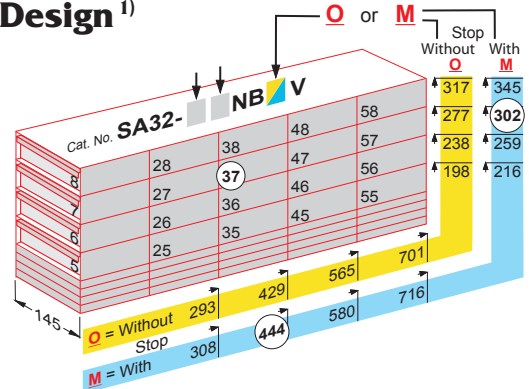 Design 1)
O or M
Stop
Without With
O M
317 345
277 302
238 259
198 216
Cat. No. SA32- NB V
8 28 38 48 58
7 27 37 47 57
6 26 36 46 56
5 25 35 45 55
145
O = Without 293 429 565 701
Stop
M = With 308 444 580 716